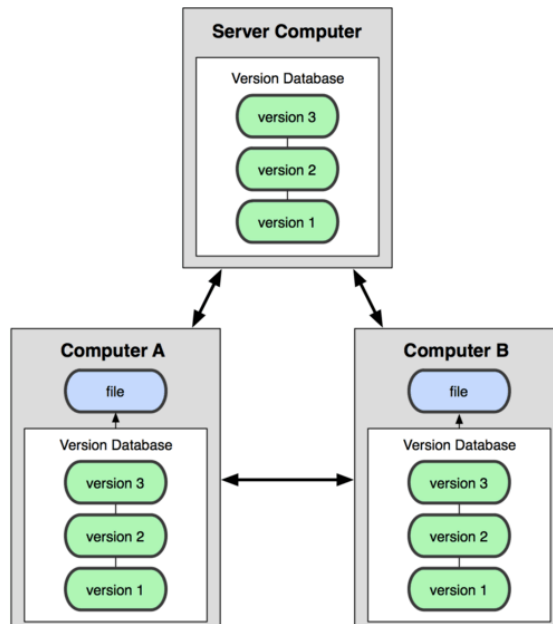 Server Computer
Version Database
version 3
version 2
version 1
Computer A
file
Version Database
version 3
version 2
version 1
Computer B
file
Version Database
version 3
version 2
version 1